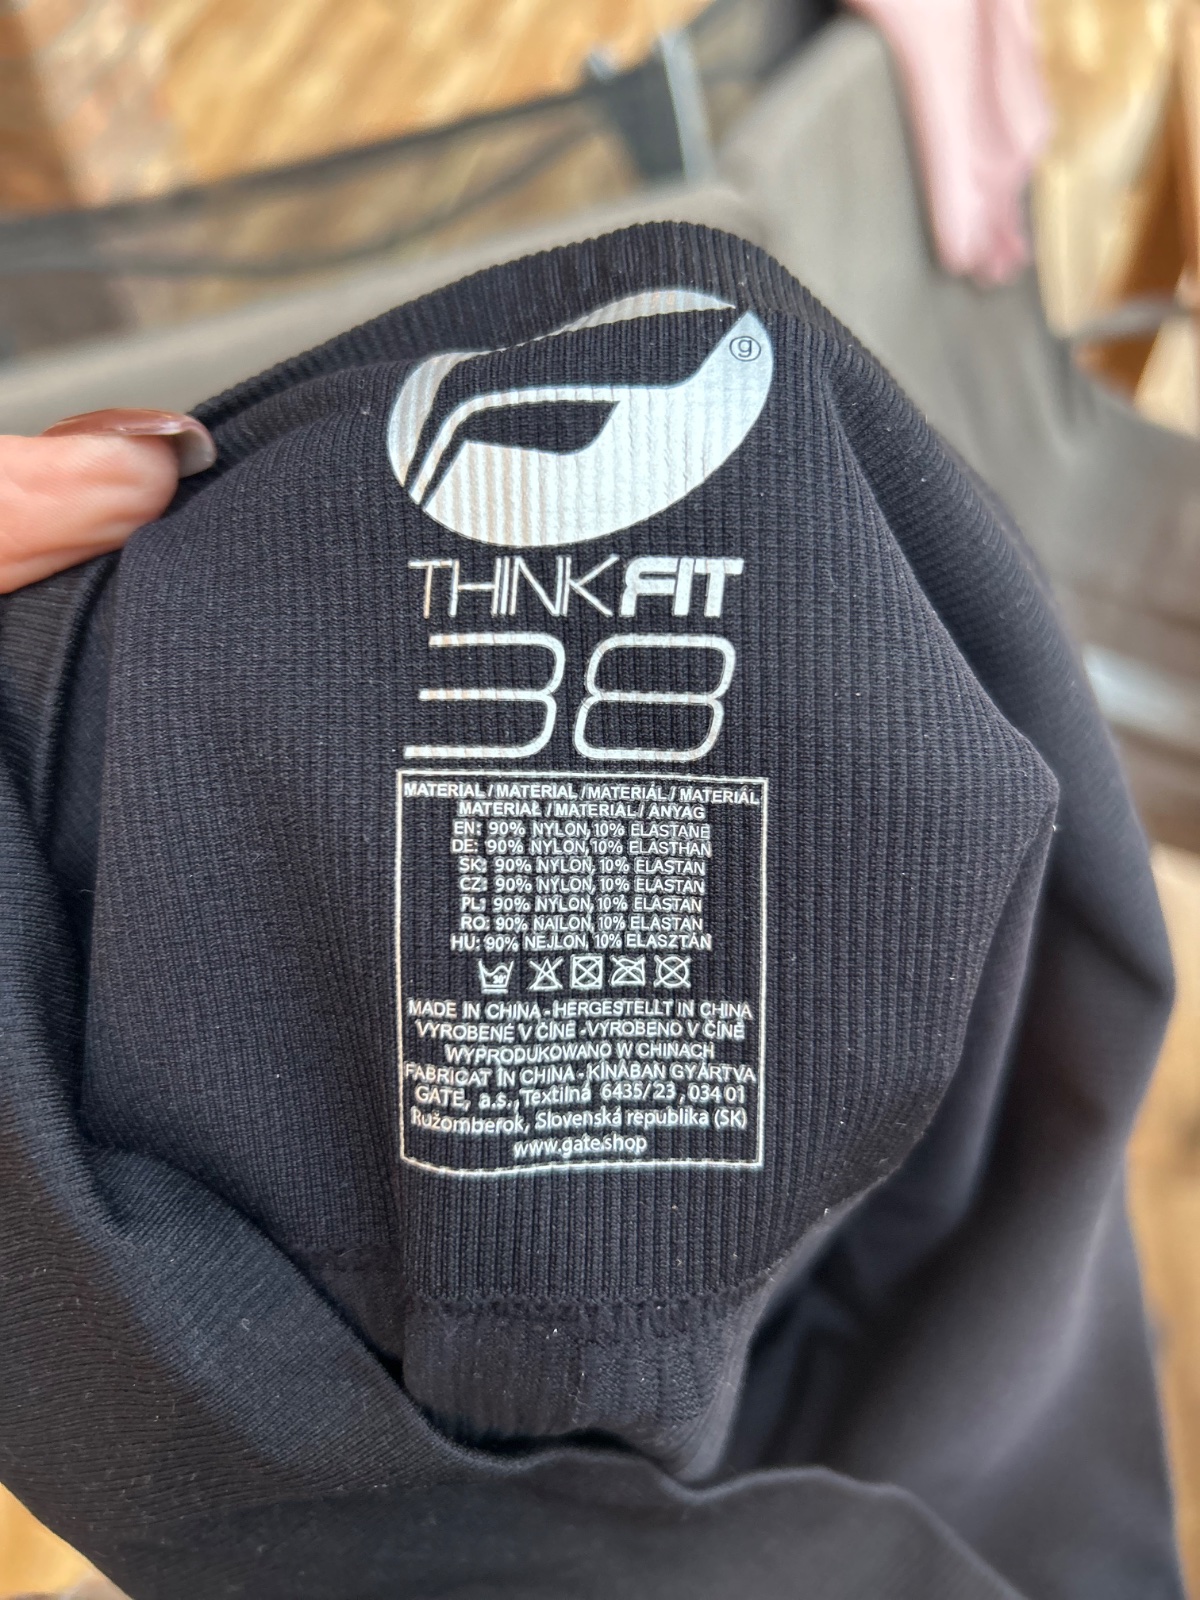 g
THINKFIT
38
MATERIAL / MATERIAL / MATERIÁL / MATERIÁL
MATERIAŁ / MATERIAL / ANYAG
EN: 90% NYLON, 10% ELASTANE
DE: 90% NYLON, 10% ELASTHAN
SK: 90% NYLON, 10% ELASTAN
CZ: 90% NYLON, 10% ELASTAN
PL: 90% NYLON, 10% ELASTAN
RO: 90% NAILON, 10% ELASTAN
HU: 90% NEJLON, 10% ELASZTÁN
30°
MADE IN CHINA - HERGESTELLT IN CHINA
VYROBENÉ V ČÍNE - VYROBENO V ČÍNĚ
WYPRODUKOWANO W CHINACH
FABRICAT ÎN CHINA - KÍNÁBAN GYÁRTVA
GATE, a.s., Textilná 6435/23, 034 01
Ružomberok, Slovenská republika (SK)
www.gate.shop